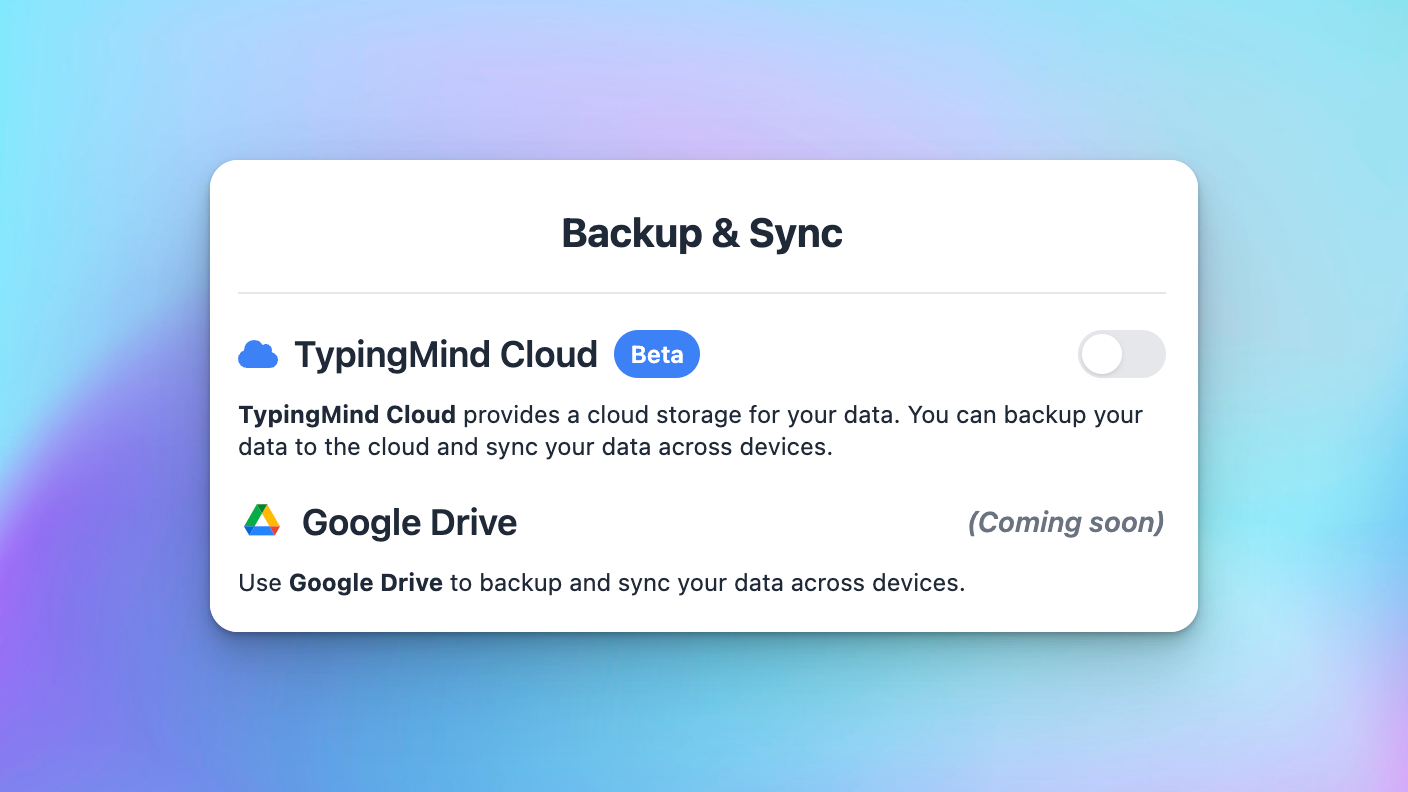 Backup & Sync
TypingMind Cloud Beta
TypingMind Cloud provides a cloud storage for your data. You can backup your
data to the cloud and sync your data across devices.
Google Drive (Coming soon)
Use Google Drive to backup and sync your data across devices.